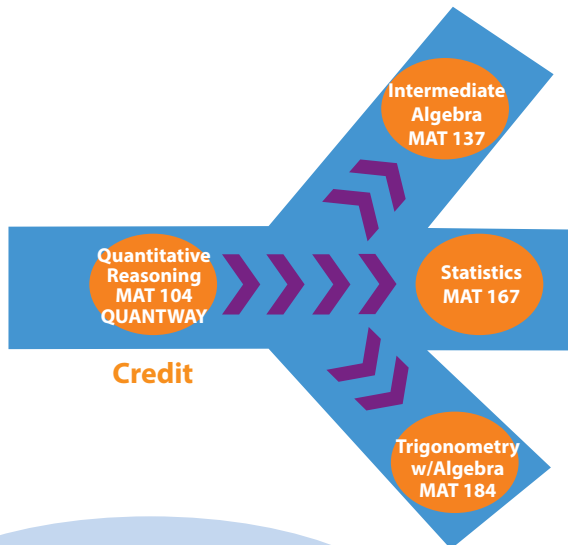 Intermediate
Algebra
MAT 137
Quantitative
Reasoning
MAT 104
QUANTWAY
Statistics
MAT 167
Credit
Trigonometry
w/Algebra
MAT 184